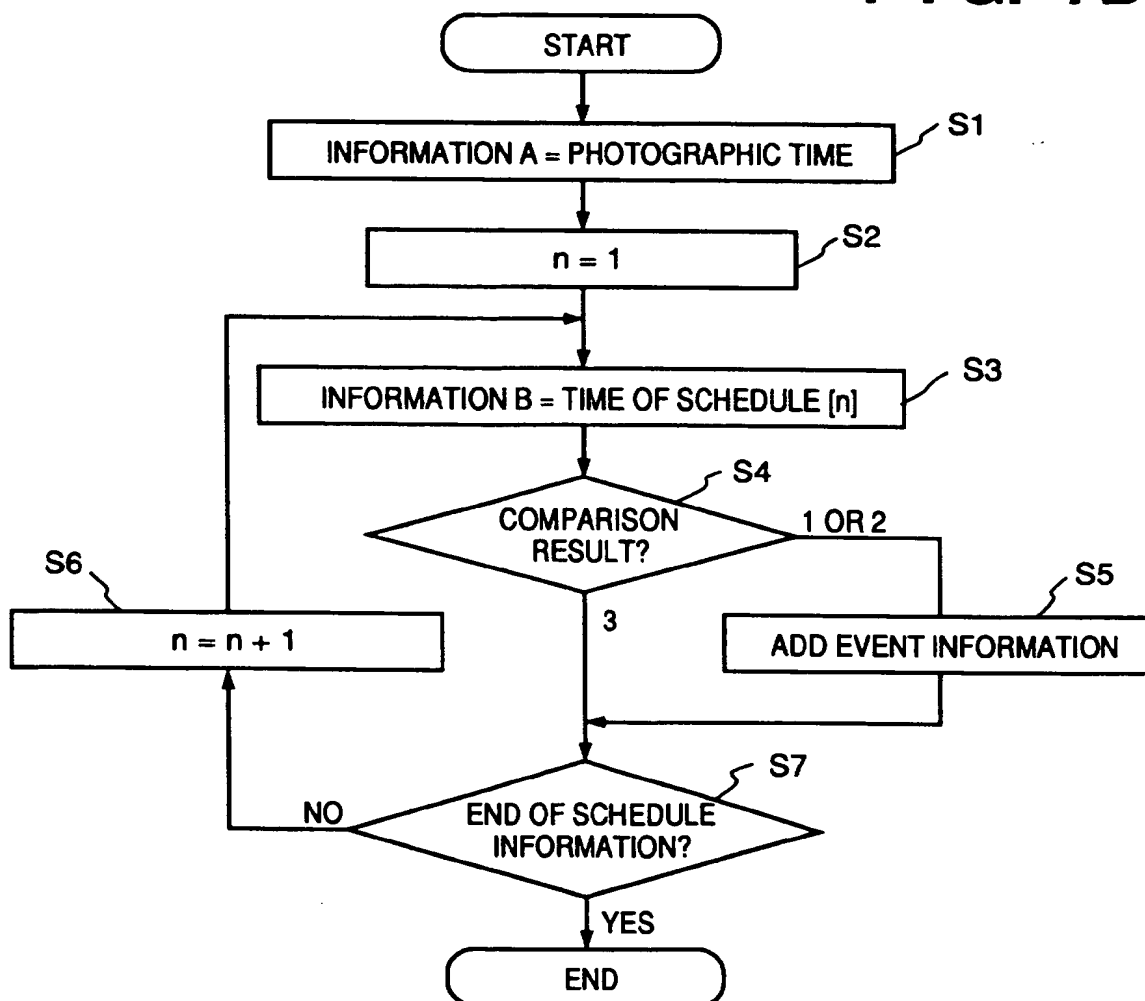 START
S1
INFORMATION A = PHOTOGRAPHIC TIME
S2
n = 1
S3
INFORMATION B = TIME OF SCHEDULE [n]
S4
COMPARISON
RESULT?
1 OR 2
S6
n = n + 1
3
S5
ADD EVENT INFORMATION
S7
NO
END OF SCHEDULE
INFORMATION?
YES
END